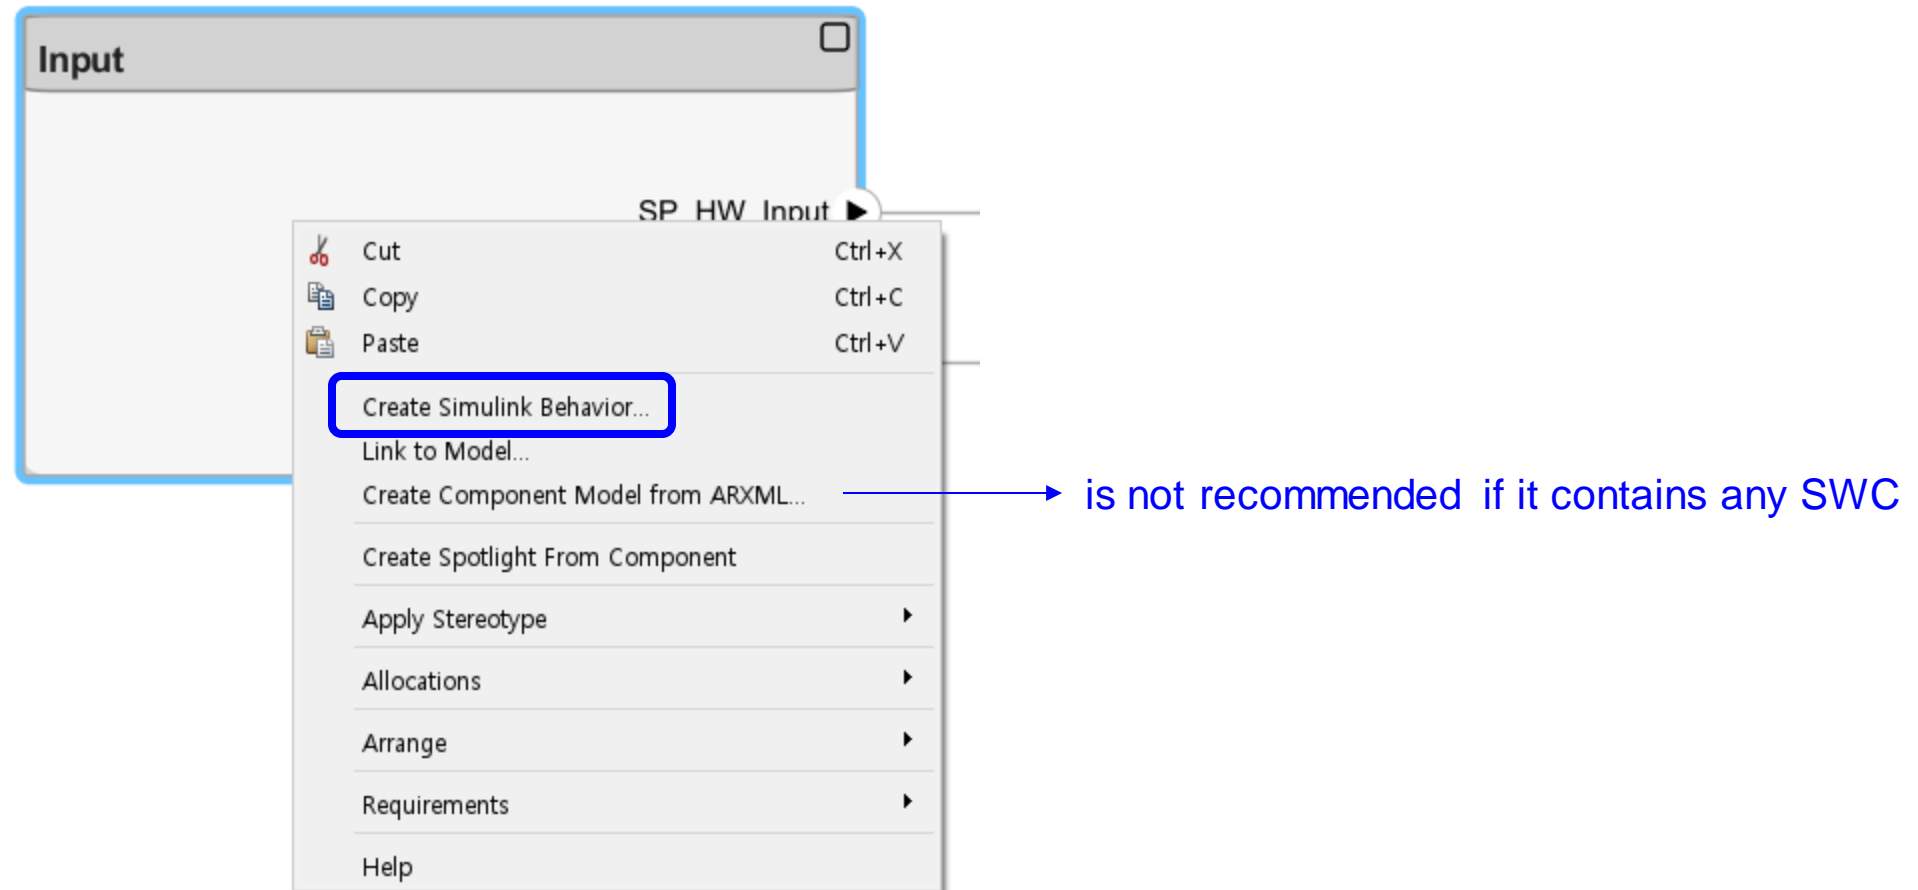 Input
SP_HW_Input
Cut Ctrl+X
Copy Ctrl+C
Paste Ctrl+V
Create Simulink Behavior...
Link to Model...
Create Component Model from ARXML...
is not recommended if it contains any SWC
Create Spotlight From Component
Apply Stereotype
Allocations
Arrange
Requirements
Help